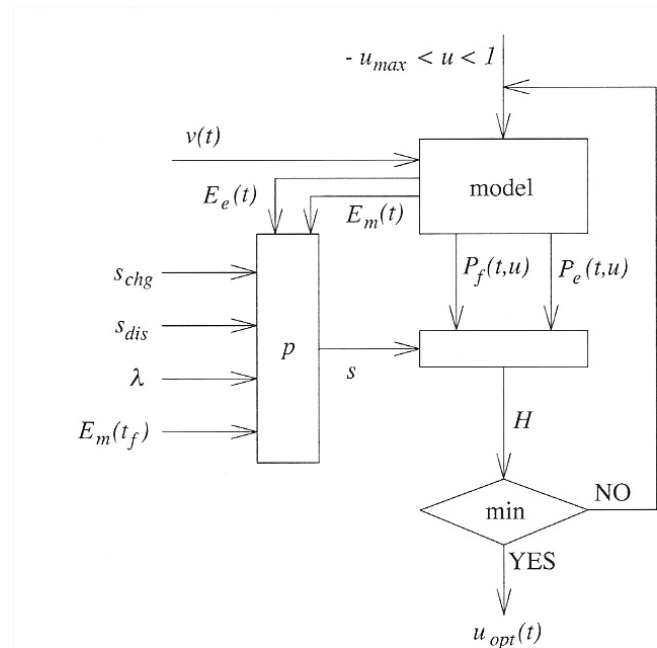 - u_max < u < 1
v(t)
model
E_e(t)
E_m(t)
P_f(t,u)
P_e(t,u)
s_chg
s_dis
p
s
λ
E_m(t_f)
H
min
NO
YES
u_opt(t)